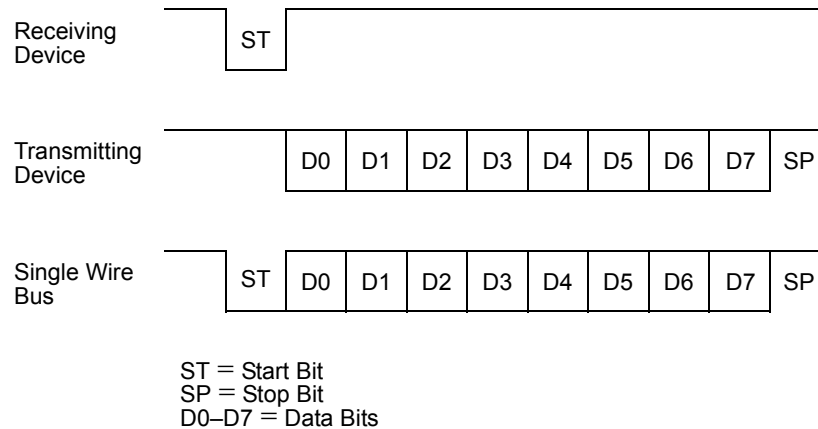 Receiving
Device
ST
Transmitting
Device
D0 D1 D2 D3 D4 D5 D6 D7 SP
Single Wire
Bus
ST D0 D1 D2 D3 D4 D5 D6 D7 SP
ST = Start Bit
SP = Stop Bit
D0–D7 = Data Bits